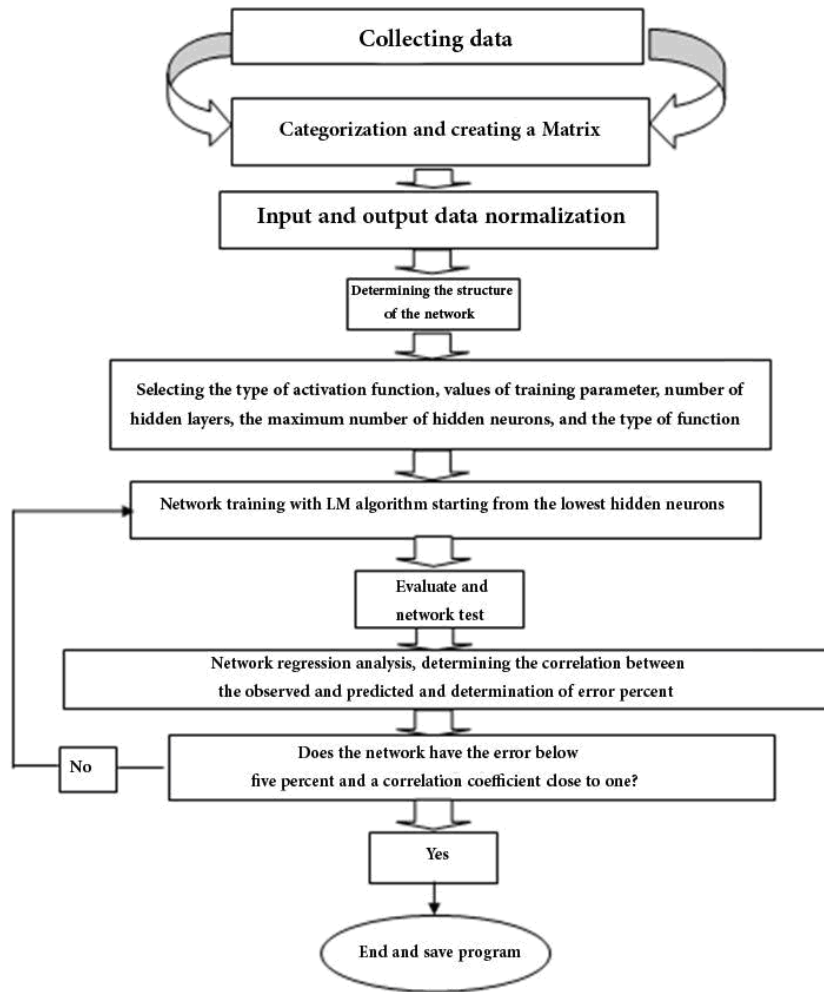 Collecting data
Categorization and creating a Matrix
Input and output data normalization
Determining the structure
of the network
Selecting the type of activation function, values of training parameter, number of
hidden layers, the maximum number of hidden neurons, and the type of function
Network training with LM algorithm starting from the lowest hidden neurons
Evaluate and
network test
Network regression analysis, determining the correlation between
the observed and predicted and determination of error percent
Does the network have the error below
five percent and a correlation coefficient close to one?
No
Yes
End and save program